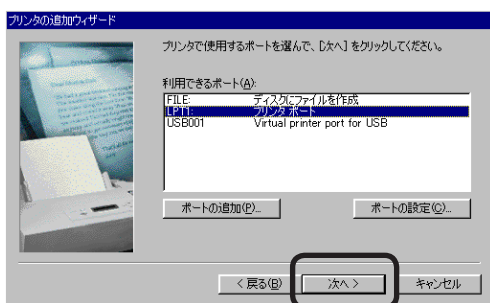 プリンタの追加ウィザード
プリンタで使用するポートを選んで、[次へ] をクリックしてください。
利用できるポート(A):
FILE: ディスクにファイルを作成
LPT1: プリンタ ポート
USB001 Virtual printer port for USB
ポートの追加(P)... ポートの設定(C)...
< 戻る(B) 次へ > キャンセル